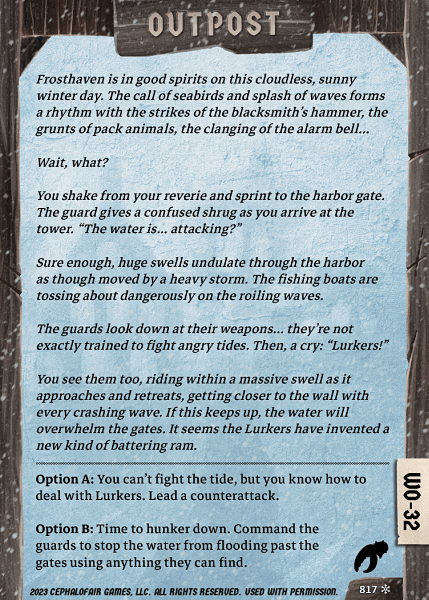 OUTPOST
Frosthaven is in good spirits on this cloudless, sunny
winter day. The call of seabirds and splash of waves forms
a rhythm with the strikes of the blacksmith's hammer, the
grunts of pack animals, the clanging of the alarm bell...
Wait, what?
You shake from your reverie and sprint to the harbor gate.
The guard gives a confused shrug as you arrive at the
tower. “The water is... attacking?”
Sure enough, huge swells undulate through the harbor
as though moved by a heavy storm. The fishing boats are
tossing about dangerously on the roiling waves.
The guards look down at their weapons... they're not
exactly trained to fight angry tides. Then, a cry: “Lurkers!”
You see them too, riding within a massive swell as it
approaches and retreats, getting closer to the wall with
every crashing wave. If this keeps up, the water will
overwhelm the gates. It seems the Lurkers have invented a
new kind of battering ram.
Option A: You can't fight the tide, but you know how to
deal with Lurkers. Lead a counterattack.
Option B: Time to hunker down. Command the
guards to stop the water from flooding past the
gates using anything they can find.
WO-32
2023 CEPHALOFAIR GAMES, LLC. ALL RIGHTS RESERVED. USED WITH PERMISSION.
817